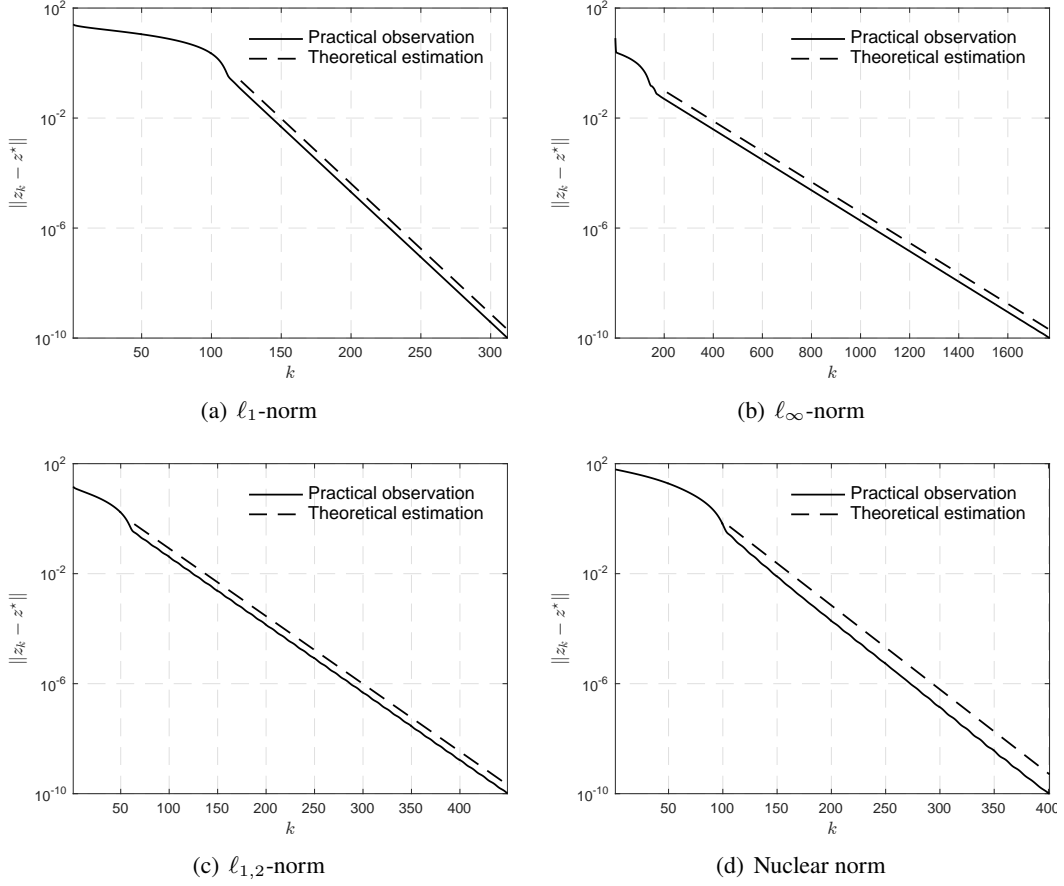 10^2
Practical observation
Theoretical estimation
10^-2
10^-6
10^-10
‖z_k − z^⋆‖
50 100 150 200 250 300
k
(a) ℓ_1-norm
10^2
Practical observation
Theoretical estimation
10^-2
10^-6
10^-10
‖z_k − z^⋆‖
200 400 600 800 1000 1200 1400 1600
k
(b) ℓ_∞-norm
10^2
Practical observation
Theoretical estimation
10^-2
10^-6
10^-10
‖z_k − z^⋆‖
50 100 150 200 250 300 350 400
k
(c) ℓ_{1,2}-norm
10^2
Practical observation
Theoretical estimation
10^-2
10^-6
10^-10
‖z_k − z^⋆‖
50 100 150 200 250 300 350 400
k
(d) Nuclear norm